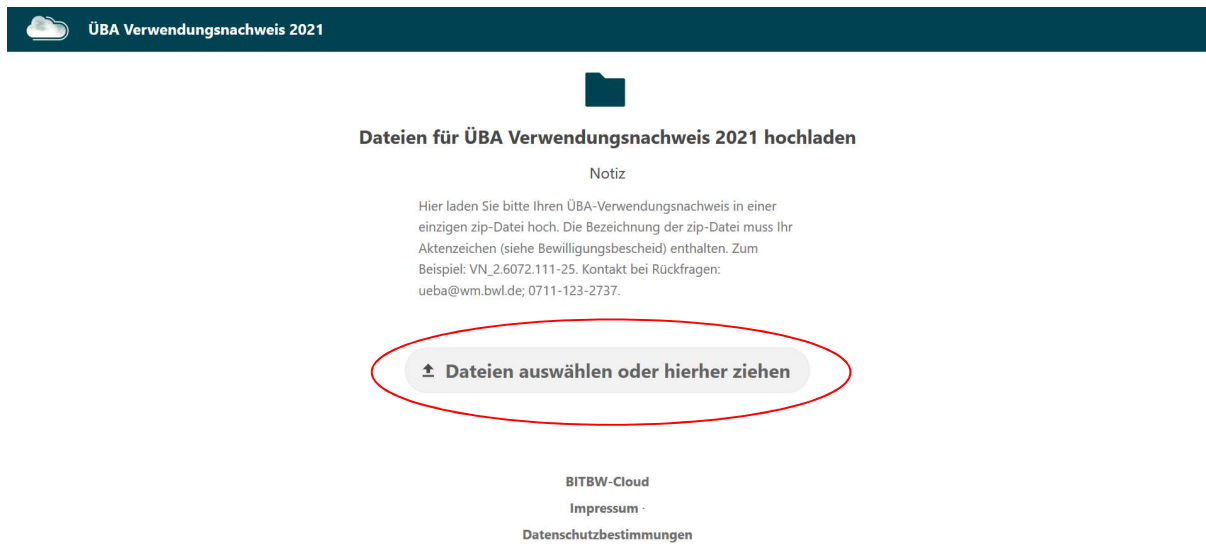 ÜBA Verwendungsnachweis 2021
Dateien für ÜBA Verwendungsnachweis 2021 hochladen
Notiz
Hier laden Sie bitte Ihren ÜBA-Verwendungsnachweis in einer
einzigen zip-Datei hoch. Die Bezeichnung der zip-Datei muss Ihr
Aktenzeichen (siehe Bewilligungsbescheid) enthalten. Zum
Beispiel: VN_2.6072.111-25. Kontakt bei Rückfragen:
ueba@wm.bwl.de; 0711-123-2737.
Dateien auswählen oder hierher ziehen
BITBW-Cloud
Impressum ·
Datenschutzbestimmungen